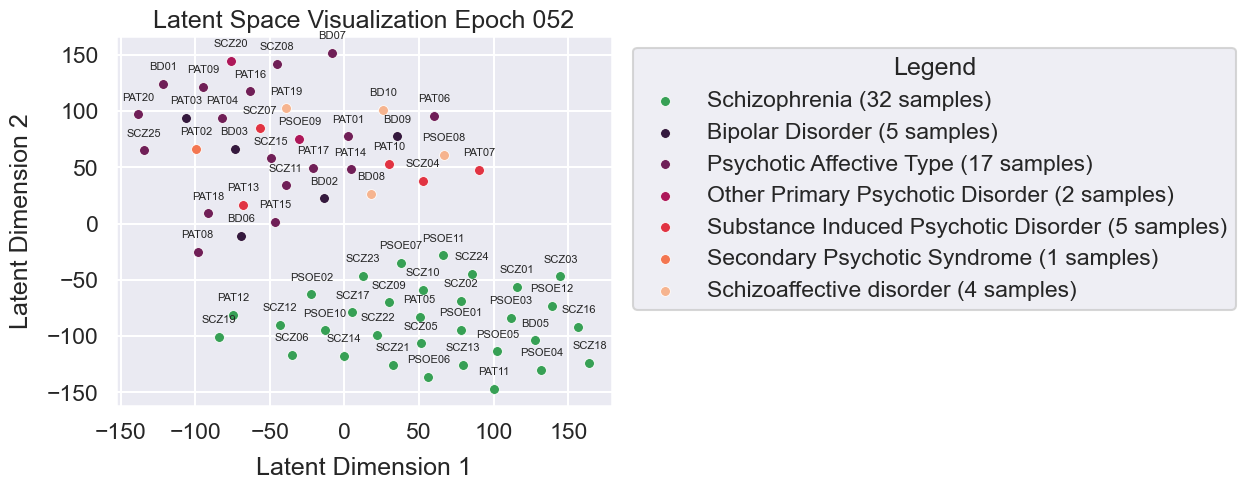 Latent Space Visualization Epoch 052
Latent Dimension 2
150
100
50
0
−50
−100
−150
BD07
SCZ20
SCZ08
BD01
PAT09
PAT16
PAT20
PAT03
PAT04
PAT19
BD10
PAT06
SCZ07
PSOE09
PAT01
BD09
SCZ25
PAT02
BD03
SCZ15
PSOE08
PAT10
PAT17
PAT14
PAT07
SCZ11
SCZ04
PAT18
PAT13
BD02
BD08
PAT15
BD06
PAT08
PSOE11
PSOE07
SCZ23
SCZ24
SCZ03
SCZ10
SCZ01
PSOE02
SCZ09
SCZ02
PSOE12
PAT12
SCZ17
PAT05
PSOE03
SCZ12
PSOE10
SCZ22
PSOE01
SCZ16
SCZ19
SCZ05
BD05
SCZ06
SCZ14
PSOE05
SCZ21
SCZ13
SCZ18
PSOE06
PSOE04
PAT11
−150 −100 −50 0 50 100 150
Latent Dimension 1
Legend
Schizophrenia (32 samples)
Bipolar Disorder (5 samples)
Psychotic Affective Type (17 samples)
Other Primary Psychotic Disorder (2 samples)
Substance Induced Psychotic Disorder (5 samples)
Secondary Psychotic Syndrome (1 samples)
Schizoaffective disorder (4 samples)